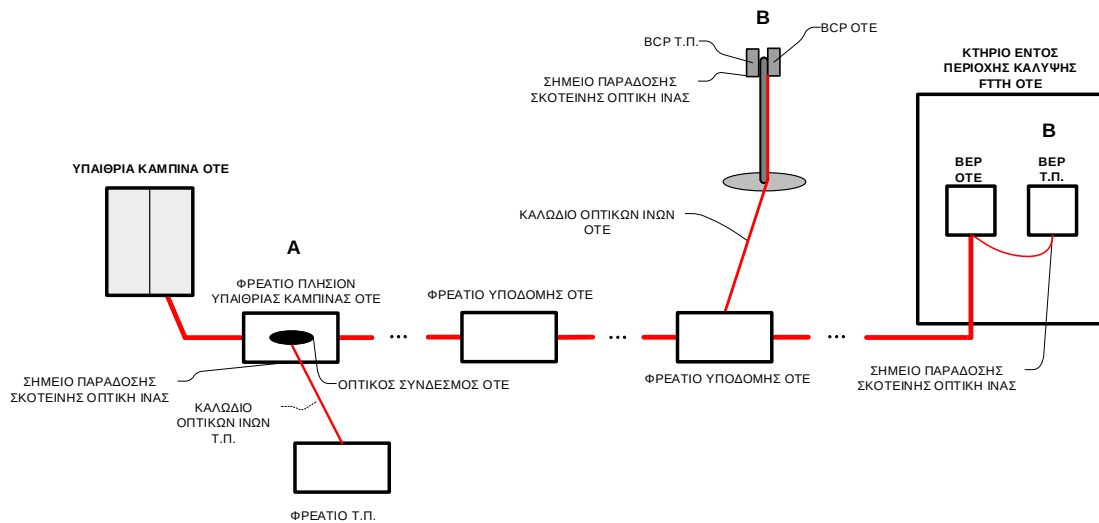 B
BCP Τ.Π.
BCP ΟΤΕ
ΣΗΜΕΙΟ ΠΑΡΑΔΟΣΗΣ
ΣΚΟΤΕΙΝΗΣ ΟΠΤΙΚΗ ΙΝΑΣ
ΚΤΗΡΙΟ ΕΝΤΟΣ
ΠΕΡΙΟΧΗΣ ΚΑΛΥΨΗΣ
FTTH ΟΤΕ
B
ΒΕΡ
ΟΤΕ
ΒΕΡ
Τ.Π.
ΥΠΑΙΘΡΙΑ ΚΑΜΠΙΝΑ ΟΤΕ
ΚΑΛΩΔΙΟ ΟΠΤΙΚΩΝ ΙΝΩΝ
ΟΤΕ
A
ΦΡΕΑΤΙΟ ΠΛΗΣΙΟΝ
ΥΠΑΙΘΡΙΑΣ ΚΑΜΠΙΝΑΣ ΟΤΕ
ΦΡΕΑΤΙΟ ΥΠΟΔΟΜΗΣ ΟΤΕ
...
...
...
ΦΡΕΑΤΙΟ ΥΠΟΔΟΜΗΣ ΟΤΕ
ΣΗΜΕΙΟ ΠΑΡΑΔΟΣΗΣ
ΣΚΟΤΕΙΝΗΣ ΟΠΤΙΚΗ ΙΝΑΣ
ΟΠΤΙΚΟΣ ΣΥΝΔΕΣΜΟΣ ΟΤΕ
ΣΗΜΕΙΟ ΠΑΡΑΔΟΣΗΣ
ΣΚΟΤΕΙΝΗΣ ΟΠΤΙΚΗ ΙΝΑΣ
ΚΑΛΩΔΙΟ
ΟΠΤΙΚΩΝ ΙΝΩΝ
Τ.Π.
ΦΡΕΑΤΙΟ Τ.Π.